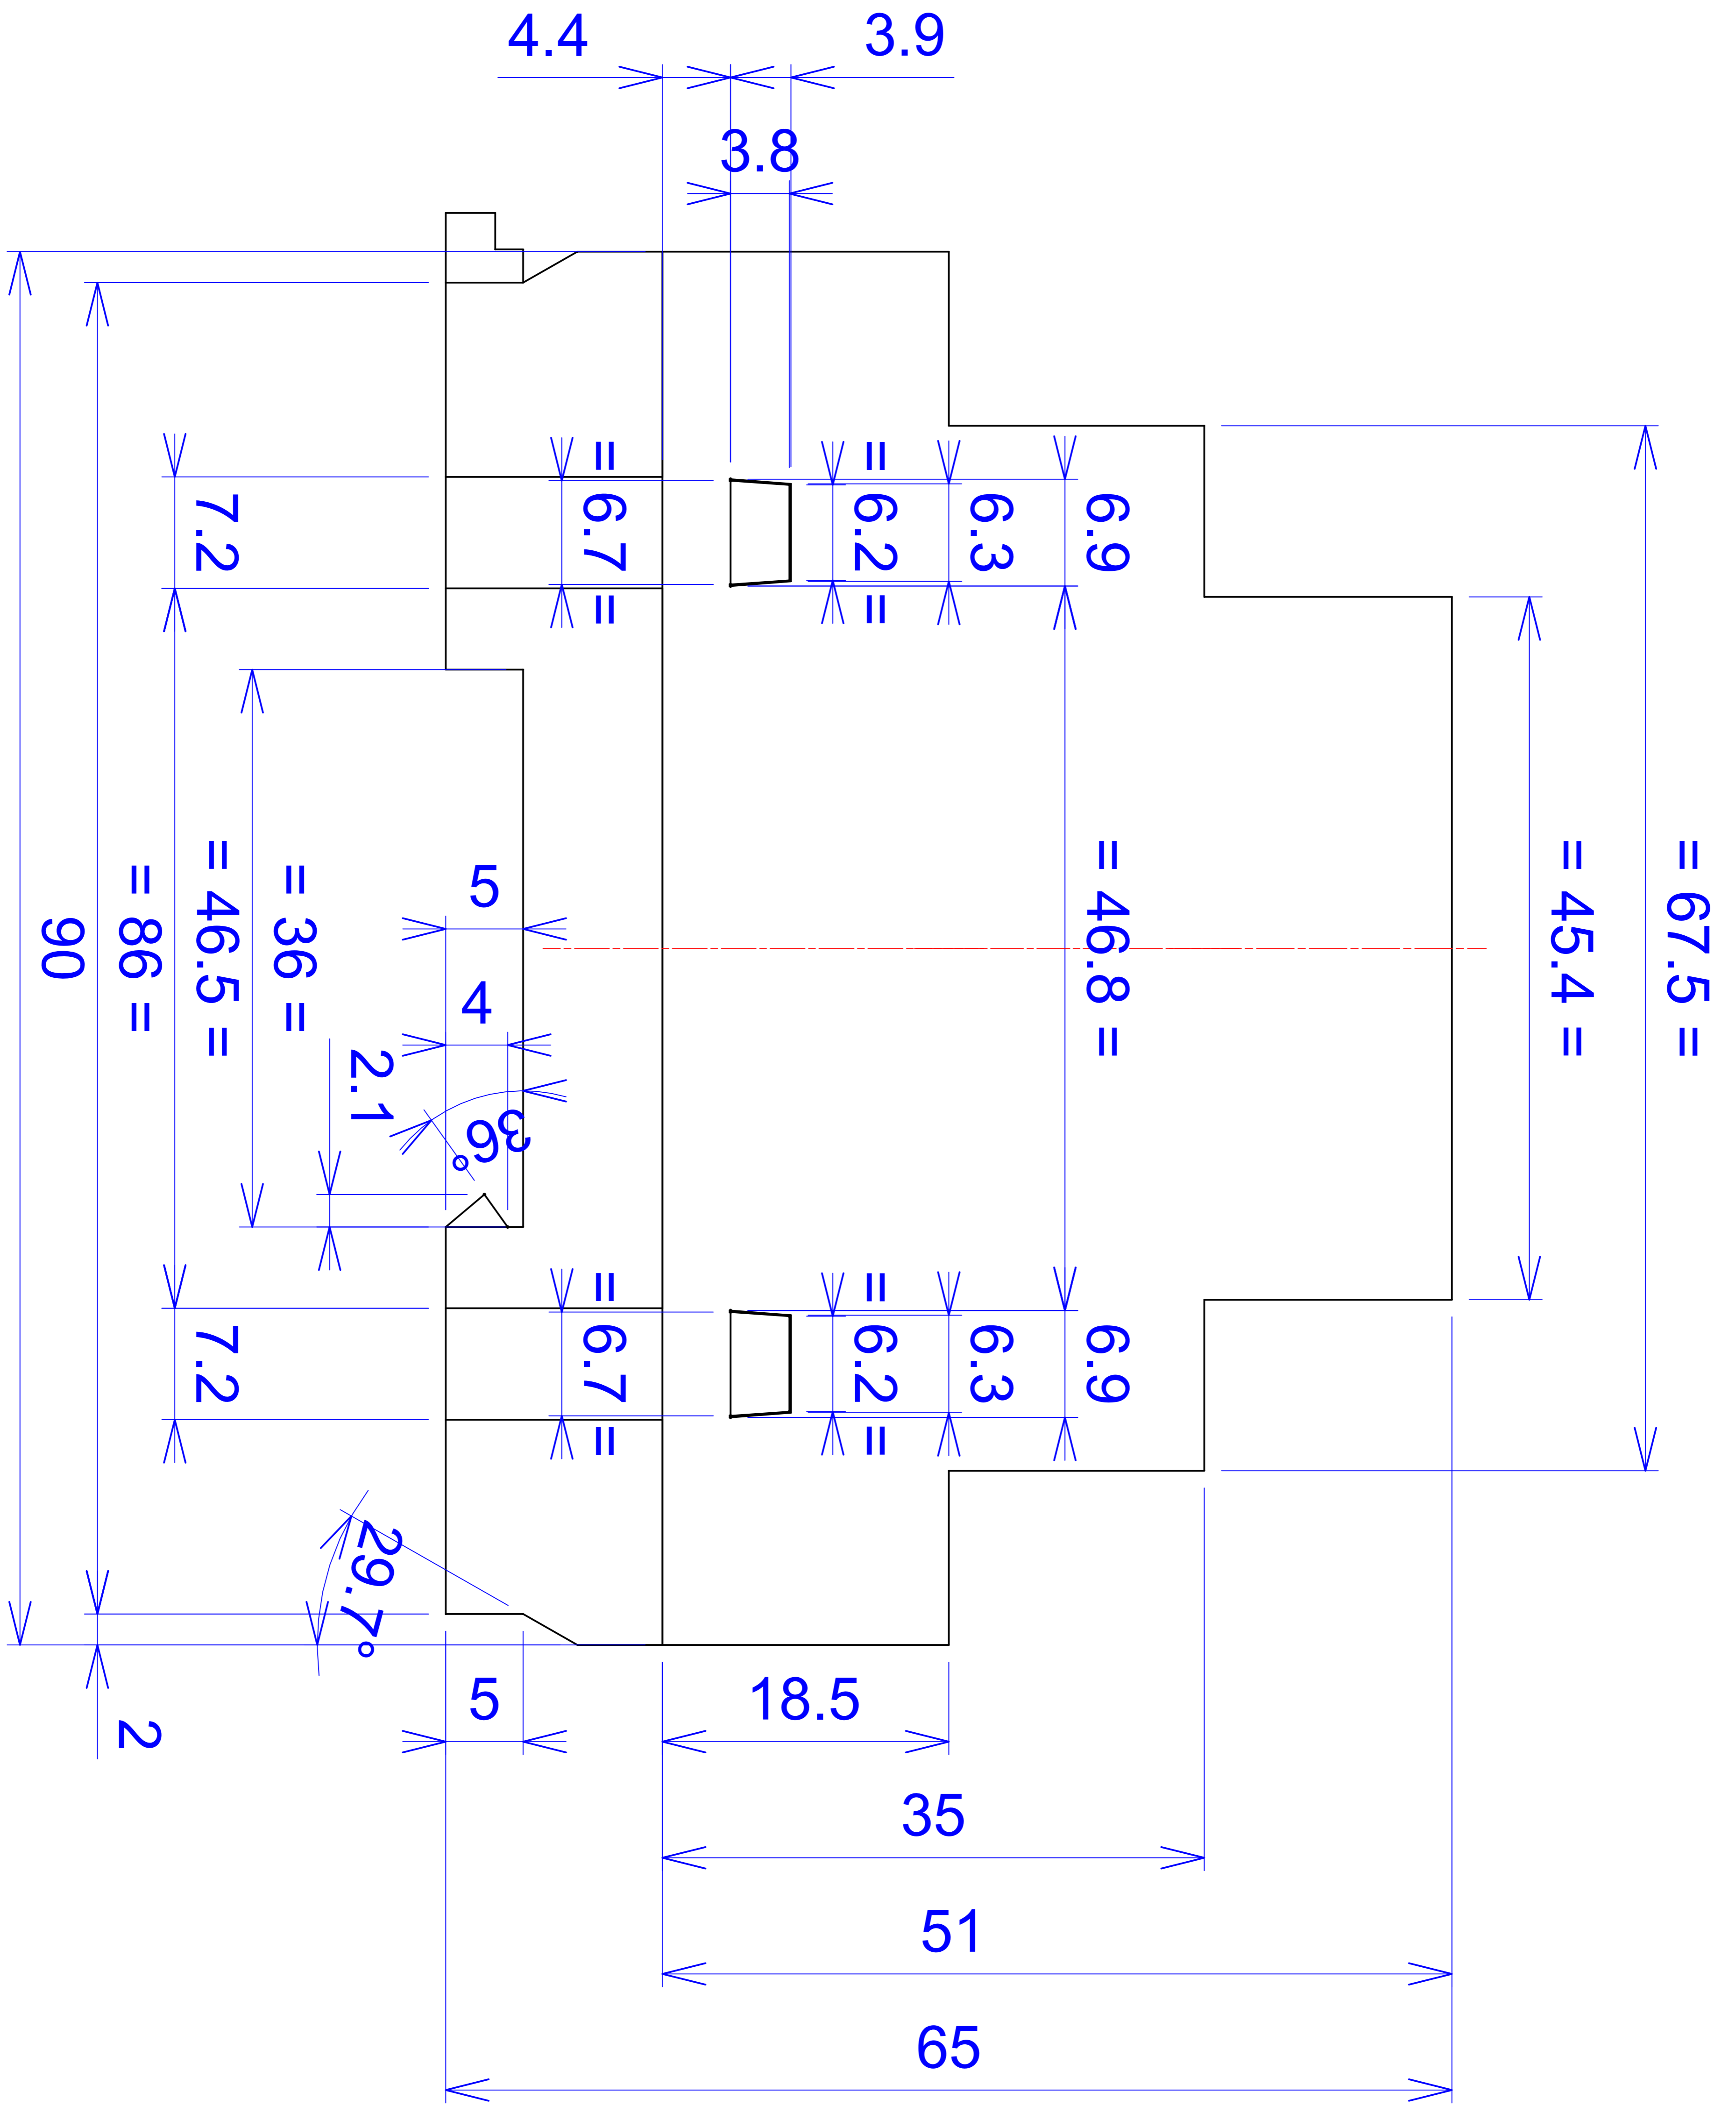 4.4
3.9
3.8
7.2
= 6.7 =
= 6.2 =
6.3
6.9
90
= 86 =
= 46.5 =
= 36 =
5
4
2.1
36°
= 46.8 =
= 45.4 =
= 67.5 =
7.2
= 6.7 =
= 6.2 =
6.3
6.9
29.7°
2
5
18.5
35
51
65